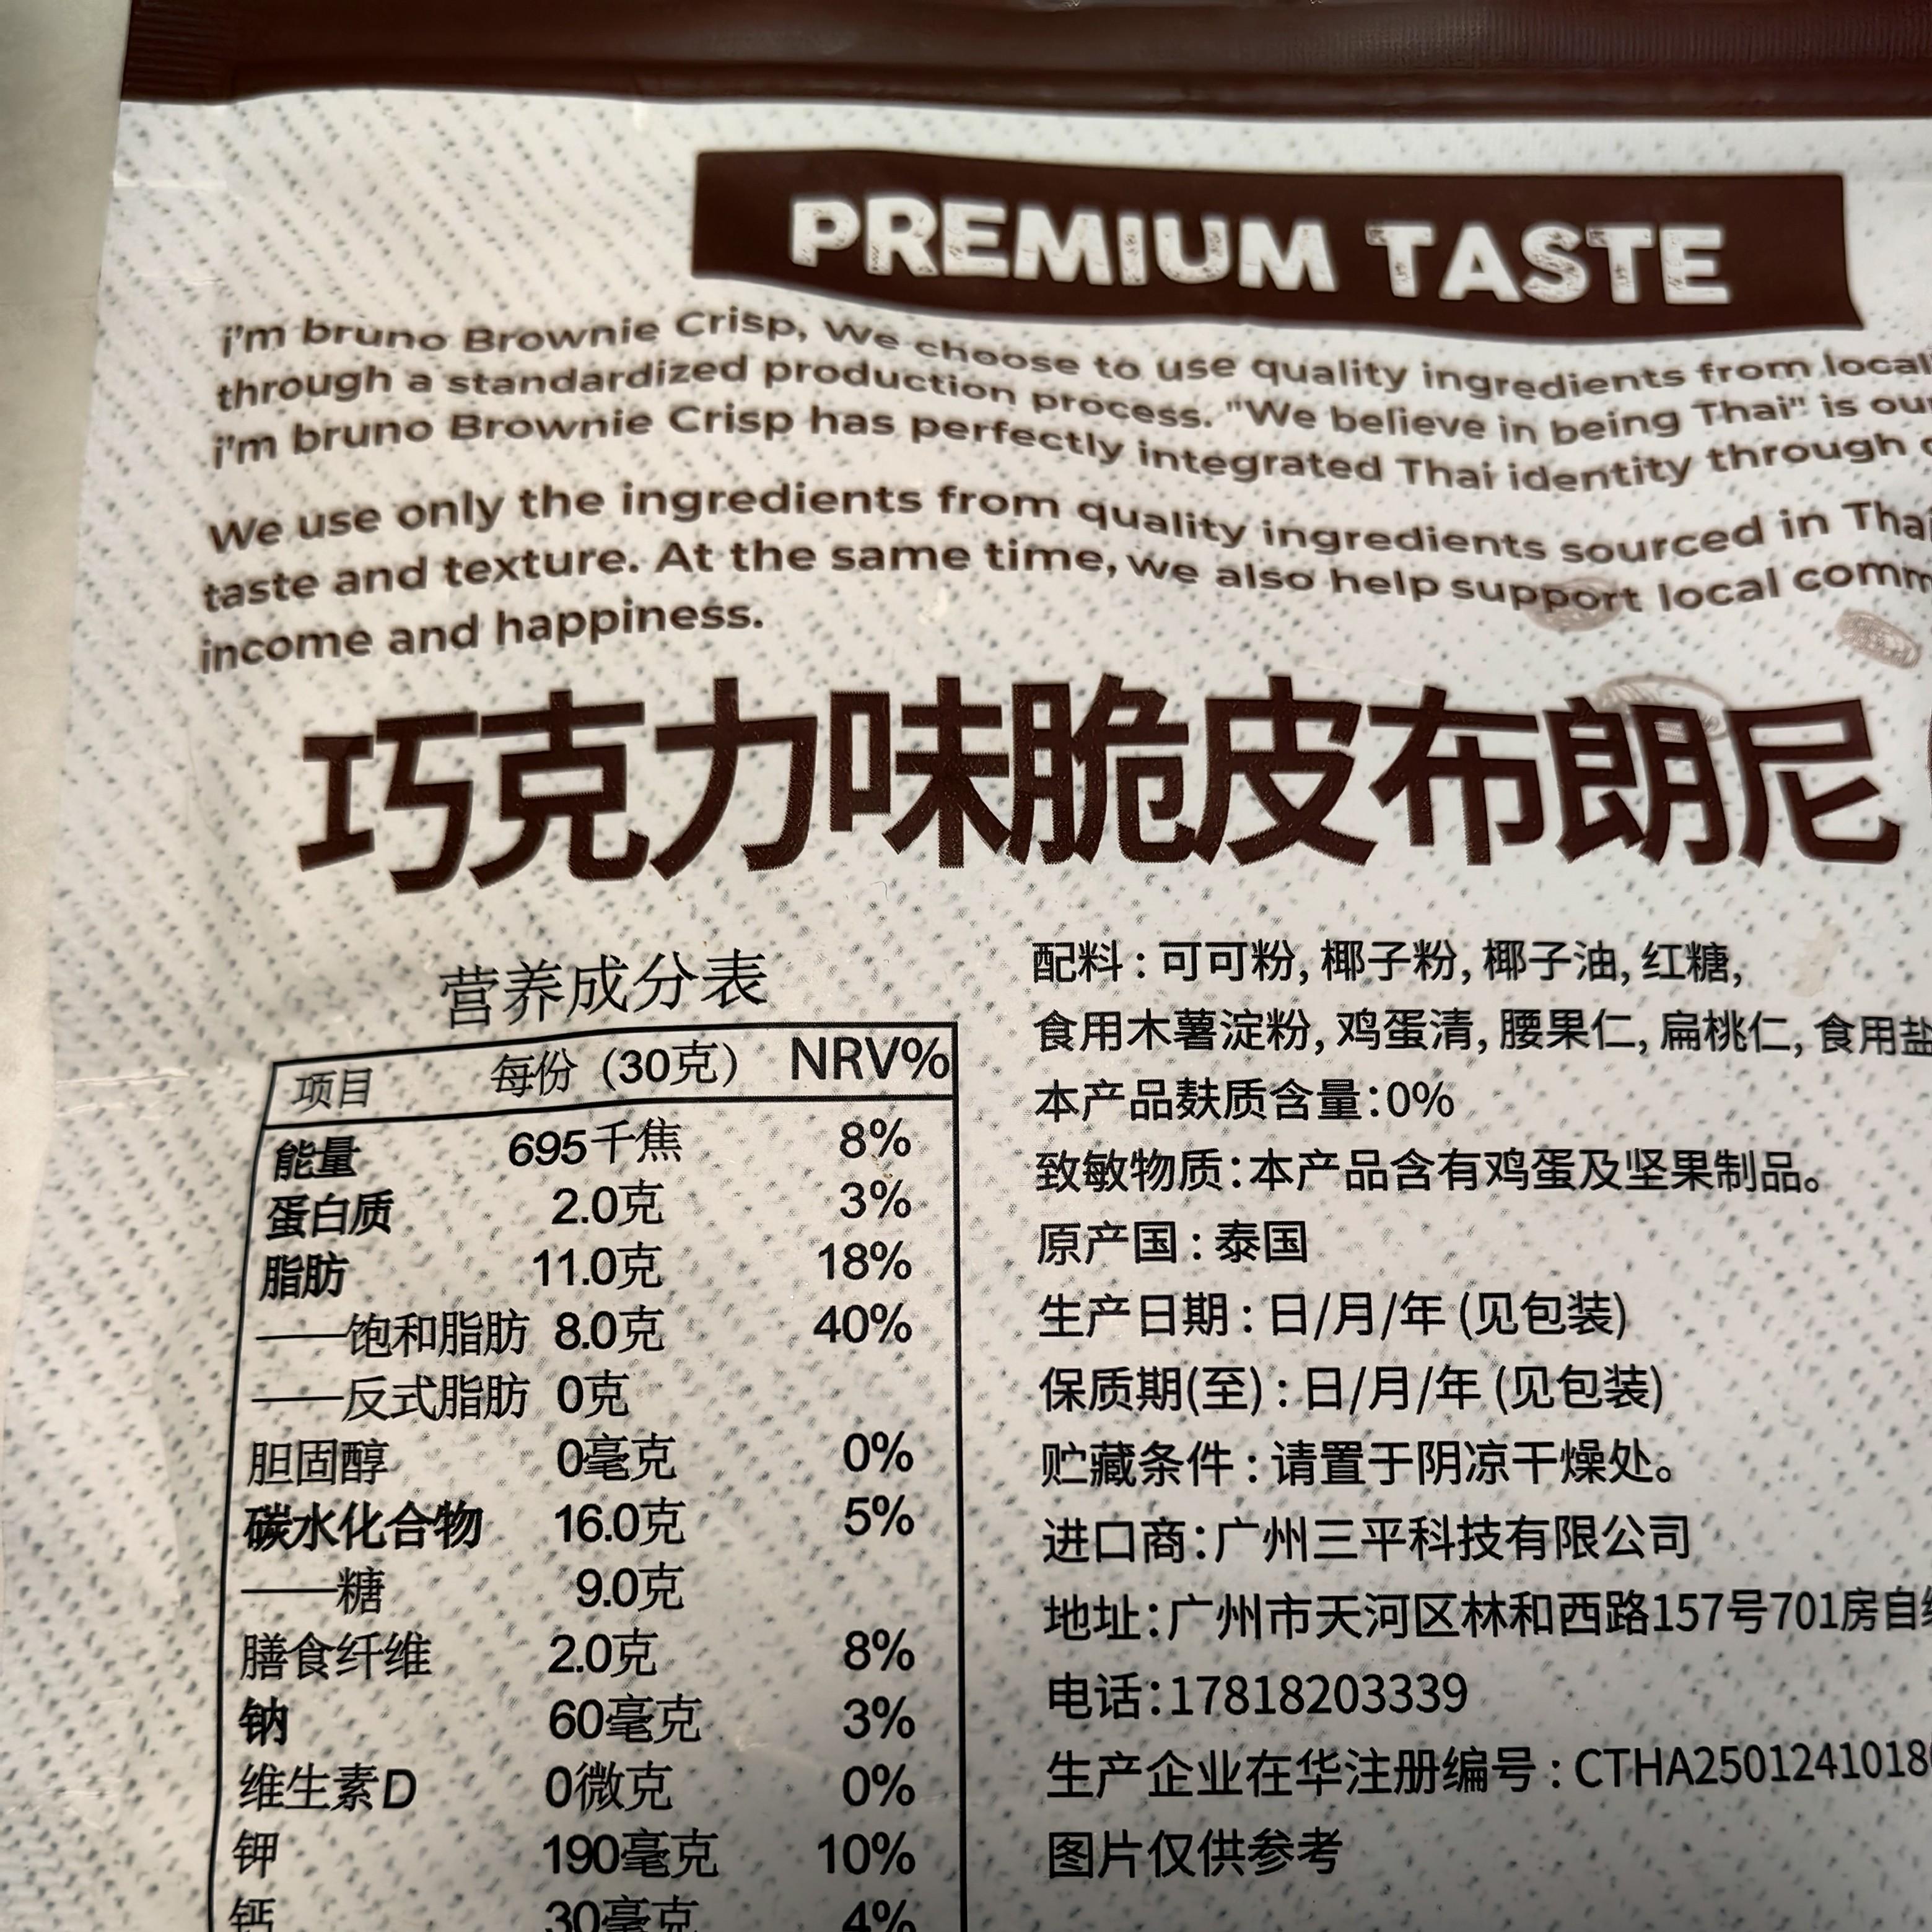 PREMIUM TASTE
i'm bruno Brownie Crisp, We choose to use quality ingredients from local
through a standardized production process. "We believe in being Thai" is
i'm bruno Brownie Crisp has perfectly integrated Thai identity through
We use only the ingredients from quality ingredients sourced in
taste and texture. At the same time, we also help support local
income and happiness.
巧克力味脆皮布朗尼
营养成分表
项目 每份（30克） NRV%
能量 695千焦 8%
蛋白质 2.0克 3%
脂肪 11.0克 18%
——饱和脂肪 8.0克 40%
——反式脂肪 0克
胆固醇 0毫克 0%
碳水化合物 16.0克 5%
——糖 9.0克
膳食纤维 2.0克 8%
钠 60毫克 3%
维生素D 0微克 0%
钾 190毫克 10%
钙 30毫克 4%
配料：可可粉, 椰子粉, 椰子油, 红糖,
食用木薯淀粉, 鸡蛋清, 腰果仁, 扁桃仁, 食用盐
本产品麸质含量：0%
致敏物质：本产品含有鸡蛋及坚果制品。
原产国：泰国
生产日期：日/月/年 (见包装)
保质期(至)：日/月/年 (见包装)
贮藏条件：请置于阴凉干燥处。
进口商：广州三平科技有限公司
地址：广州市天河区林和西路157号701房自
电话：17818203339
生产企业在华注册编号：CTHA2501241018
图片仅供参考